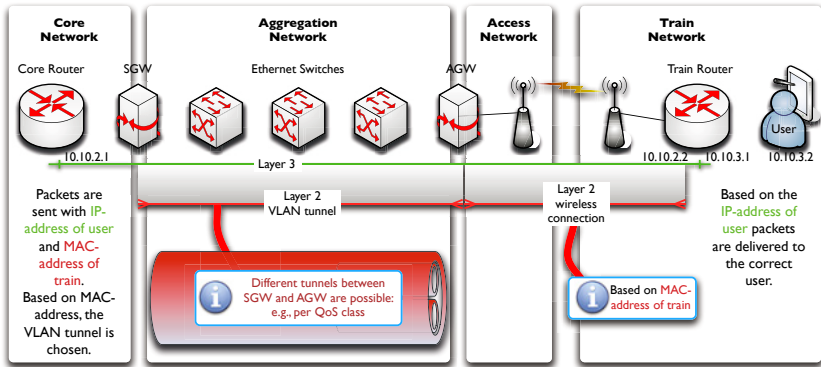 Core
Network
Aggregation
Network
Access
Network
Train
Network
Core Router
SGW
Ethernet Switches
AGW
Train Router
User
10.10.2.1
10.10.2.2
10.10.3.1
10.10.3.2
Layer 3
Layer 2
VLAN tunnel
Layer 2
wireless
connection
Packets are
sent with IP-
address of user
and MAC-
address of
train.
Based on MAC-
address, the
VLAN tunnel is
chosen.
Different tunnels between
SGW and AGW are possible:
e.g., per QoS class
Based on MAC-
address of train
Based on the
IP-address of
user packets
are delivered to
the correct
user.